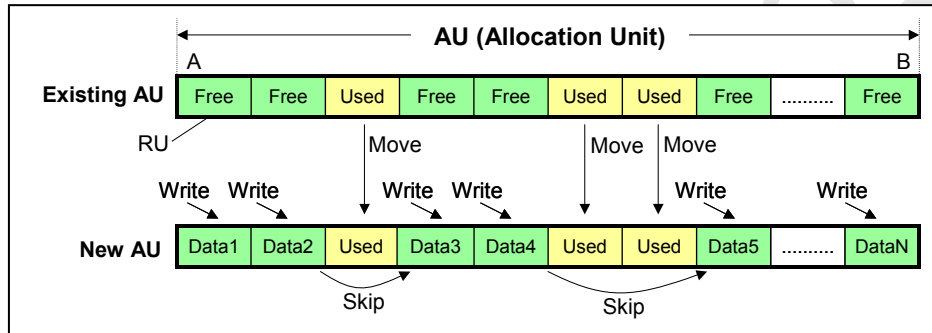 AU (Allocation Unit)
A B
Existing AU Free Free Used Free Free Used Used Free .......... Free
RU
Move Move Move
Write Write Write Write Write Write
New AU Data1 Data2 Used Data3 Data4 Used Used Data5 .......... DataN
Skip Skip